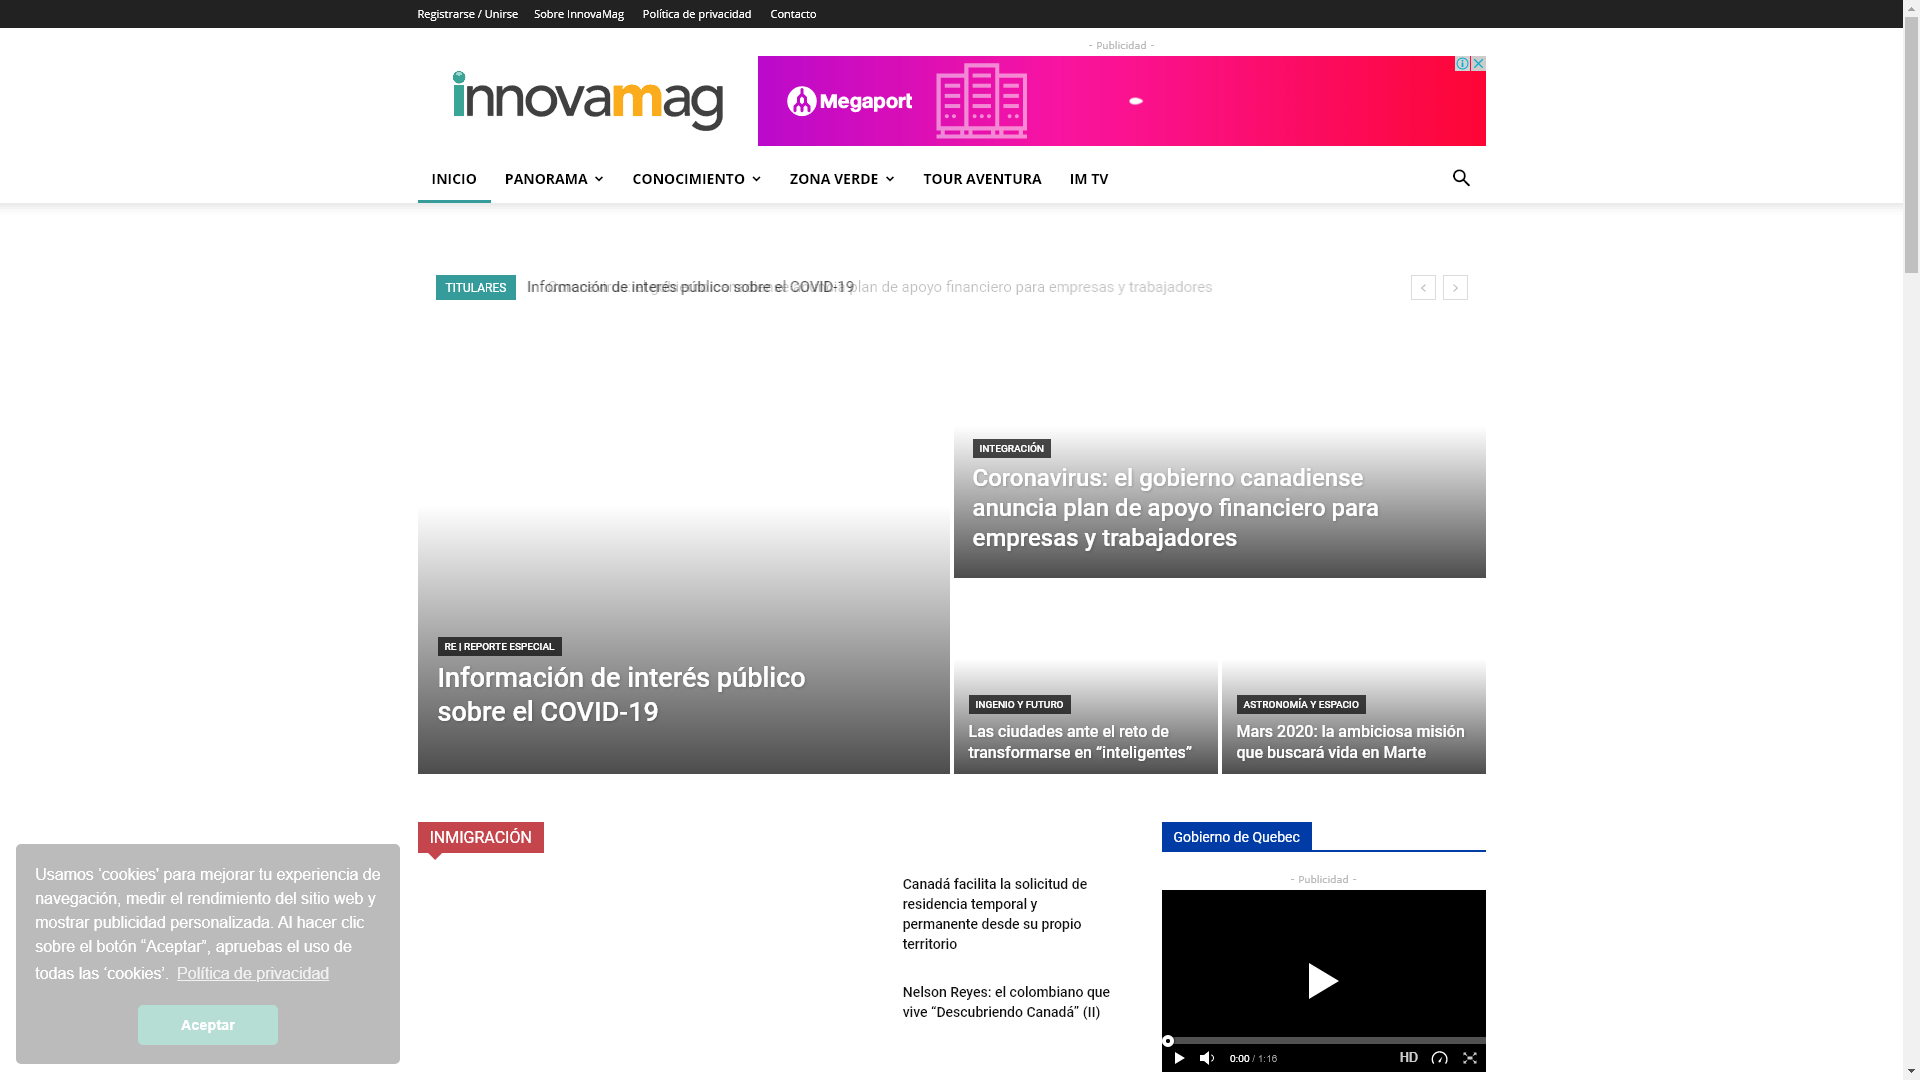 Registrarse / Unirse
Sobre InnovaMag
Política de privacidad
Contacto
innovamag
- Publicidad -
Megaport
INICIO
PANORAMA
CONOCIMIENTO
ZONA VERDE
TOUR AVENTURA
IM TV
TITULARES
Información de interés público sobre el COVID-19
plan de apoyo financiero para empresas y trabajadores
INTEGRACIÓN
Coronavirus: el gobierno canadiense
anuncia plan de apoyo financiero para
empresas y trabajadores
RE | REPORTE ESPECIAL
Información de interés público
sobre el COVID-19
INGENIO Y FUTURO
Las ciudades ante el reto de
transformarse en “inteligentes”
ASTRONOMÍA Y ESPACIO
Mars 2020: la ambiciosa misión
que buscará vida en Marte
INMIGRACIÓN
Canadá facilita la solicitud de
residencia temporal y
permanente desde su propio
territorio
Nelson Reyes: el colombiano que
vive “Descubriendo Canadá” (II)
Gobierno de Quebec
- Publicidad -
0:00 / 1:16
HD
Usamos ‘cookies’ para mejorar tu experiencia de
navegación, medir el rendimiento del sitio web y
mostrar publicidad personalizada. Al hacer clic
sobre el botón “Aceptar”, apruebas el uso de
todas las ‘cookies’. Política de privacidad
Aceptar